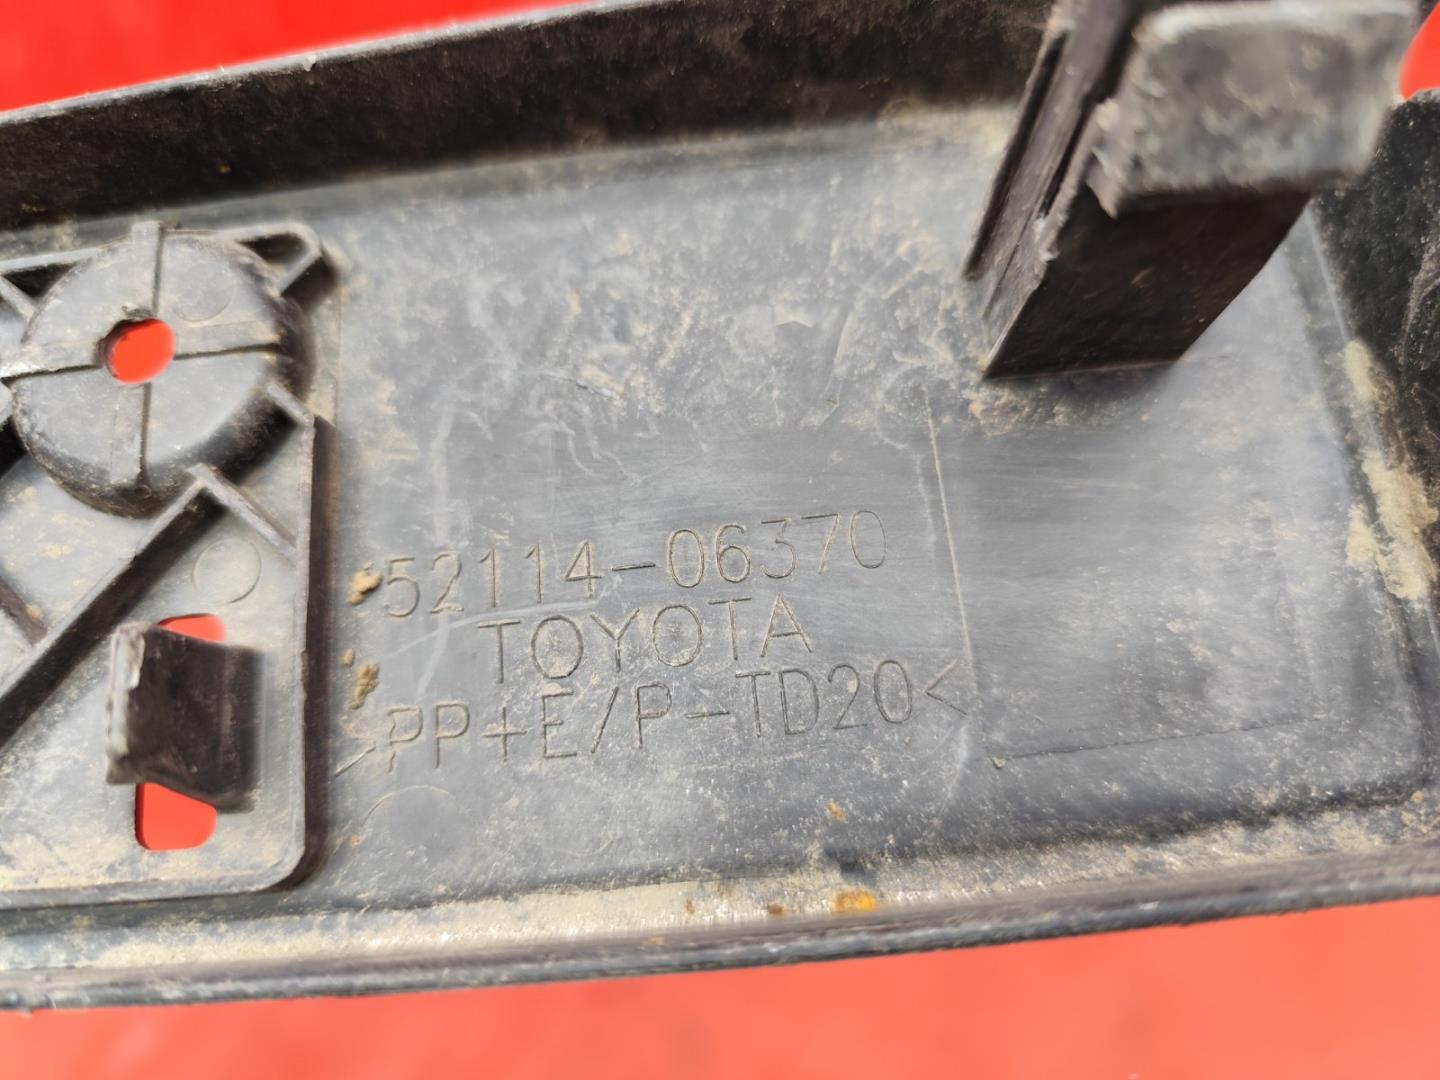 52114-06370
TOYOTA
>PP+E/P-TD20<